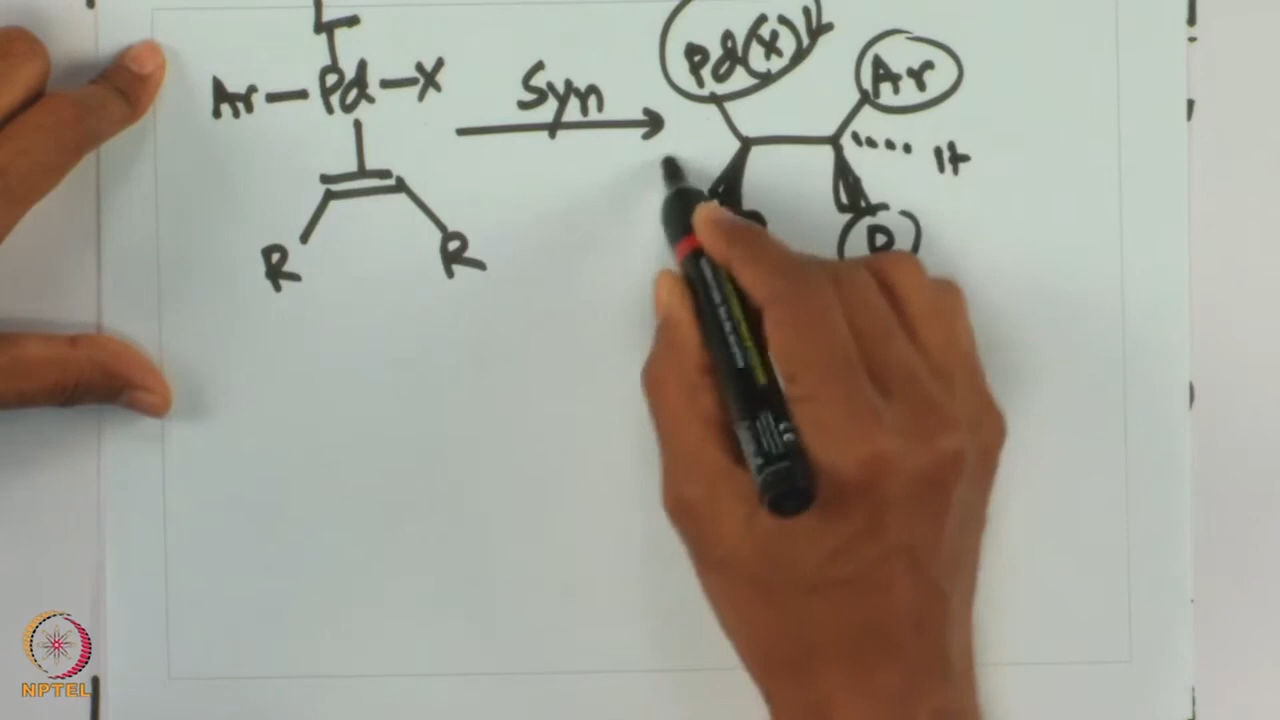 L
Ar—Pd—X
R R
Syn
Pd(X)L
Ar
H
R
NPTEL